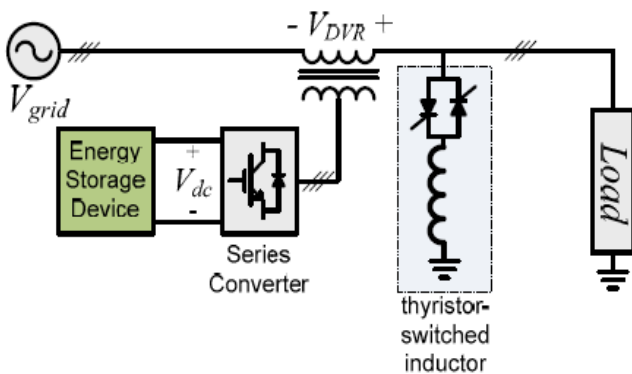 - V_DVR +
V_grid
Energy
Storage
Device
+
V_dc
-
Series
Converter
Load
thyristor-
switched
inductor